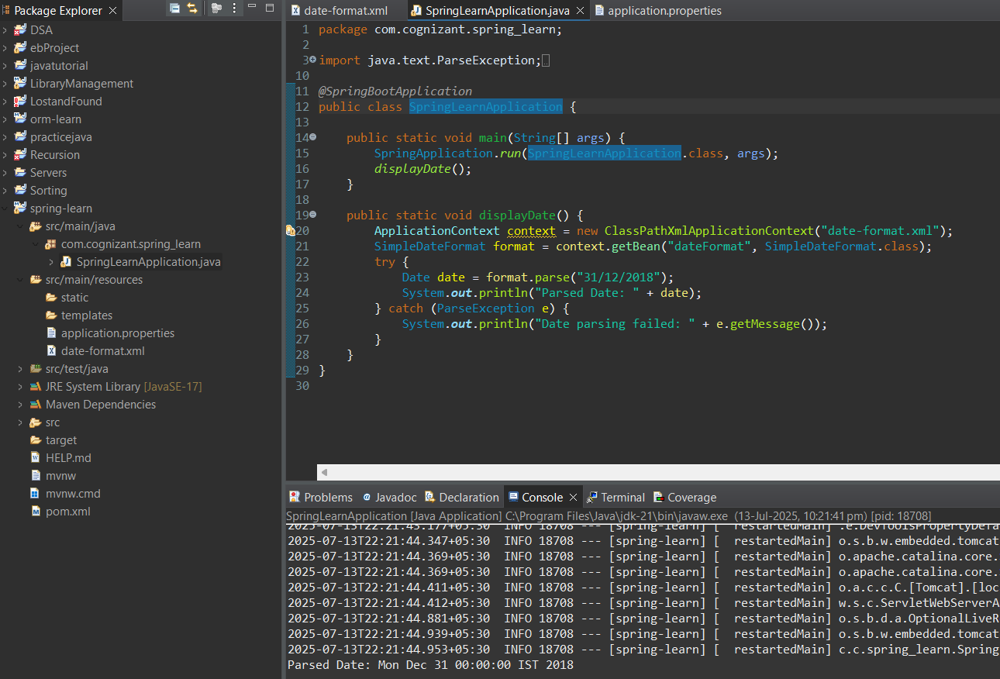 Package Explorer
DSA
ebProject
javatutorial
LibraryManagement
LostandFound
orm-learn
practicejava
Recursion
Servers
Sorting
spring-learn
src/main/java
com.cognizant.spring_learn
SpringLearnApplication.java
src/main/resources
static
templates
application.properties
date-format.xml
src/test/java
JRE System Library [JavaSE-17]
Maven Dependencies
src
target
HELP.md
mvnw
mvnw.cmd
pom.xml
date-format.xml SpringLearnApplication.java application.properties
1 package com.cognizant.spring_learn;
2
3 import java.text.ParseException;
10
11 @SpringBootApplication
12 public class SpringLearnApplication {
13
14 public static void main(String[] args) {
15 SpringApplication.run(SpringLearnApplication.class, args);
16 displayDate();
17 }
18
19 public static void displayDate() {
20 ApplicationContext context = new ClassPathXmlApplicationContext("date-format.xml");
21 SimpleDateFormat format = context.getBean("dateFormat", SimpleDateFormat.class);
22 try {
23 Date date = format.parse("31/12/2018");
24 System.out.println("Parsed Date: " + date);
25 } catch (ParseException e) {
26 System.out.println("Date parsing failed: " + e.getMessage());
27 }
28 }
29 }
30
Problems Javadoc Declaration Console Terminal Coverage
SpringLearnApplication [Java Application] C:\Program Files\Java\jdk-21\bin\javaw.exe (13-Jul-2025, 10:21:41 pm) [pid: 18708]
2025-07-13T22:21:43.177+05:30 INFO 18708 --- [spring-learn] [ restartedMain] .e.DevToolsPropertyDefa
2025-07-13T22:21:44.347+05:30 INFO 18708 --- [spring-learn] [ restartedMain] o.s.b.w.embedded.tomcat
2025-07-13T22:21:44.369+05:30 INFO 18708 --- [spring-learn] [ restartedMain] o.apache.catalina.core.
2025-07-13T22:21:44.369+05:30 INFO 18708 --- [spring-learn] [ restartedMain] o.apache.catalina.core.
2025-07-13T22:21:44.411+05:30 INFO 18708 --- [spring-learn] [ restartedMain] o.a.c.c.C.[Tomcat].[loc
2025-07-13T22:21:44.412+05:30 INFO 18708 --- [spring-learn] [ restartedMain] w.s.c.ServletWebServerA
2025-07-13T22:21:44.881+05:30 INFO 18708 --- [spring-learn] [ restartedMain] o.s.b.d.a.OptionalLiveR
2025-07-13T22:21:44.939+05:30 INFO 18708 --- [spring-learn] [ restartedMain] o.s.b.w.embedded.tomcat
2025-07-13T22:21:44.953+05:30 INFO 18708 --- [spring-learn] [ restartedMain] c.c.spring_learn.Spring
Parsed Date: Mon Dec 31 00:00:00 IST 2018